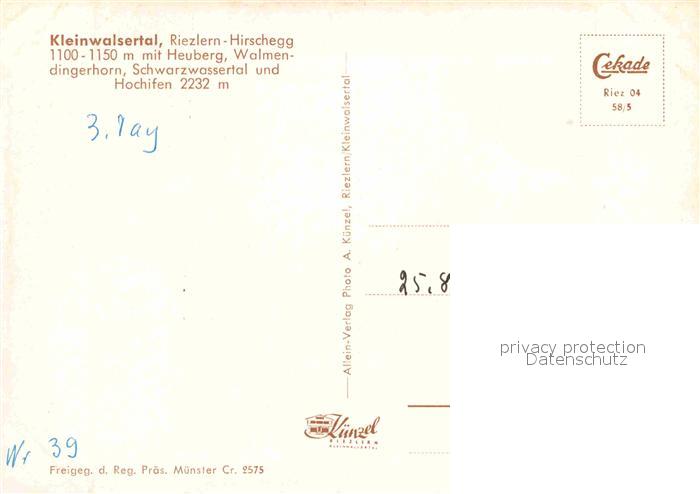 Kleinwalsertal, Riezlern-Hirschegg
1100-1150 m mit Heuberg, Walmen-
dingerhorn, Schwarzwassertal und
Hochifen 2232 m
3. Tag
Cekade
Riez 04
58/5
Allein-Verlag Photo A. Künzel, Riezlern/Kleinwalsertal
25.8
privacy protection
Datenschutz
Künzel
RIEZLERN
KLEINWALSERTAL
Nr 39
Freigeg. d. Reg. Präs. Münster Cr. 2575